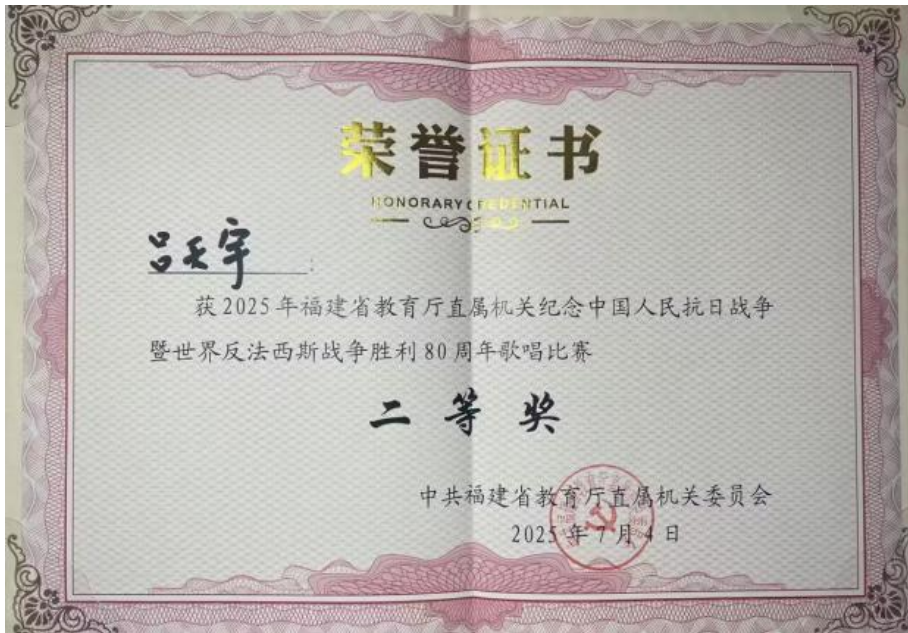 荣誉证书
HONORARY CREDENTIAL
吕天宇：
获2025年福建省教育厅直属机关纪念中国人民抗日战争
暨世界反法西斯战争胜利80周年歌唱比赛
二等奖
中共福建省教育厅直属机关委员会
2025年7月4日